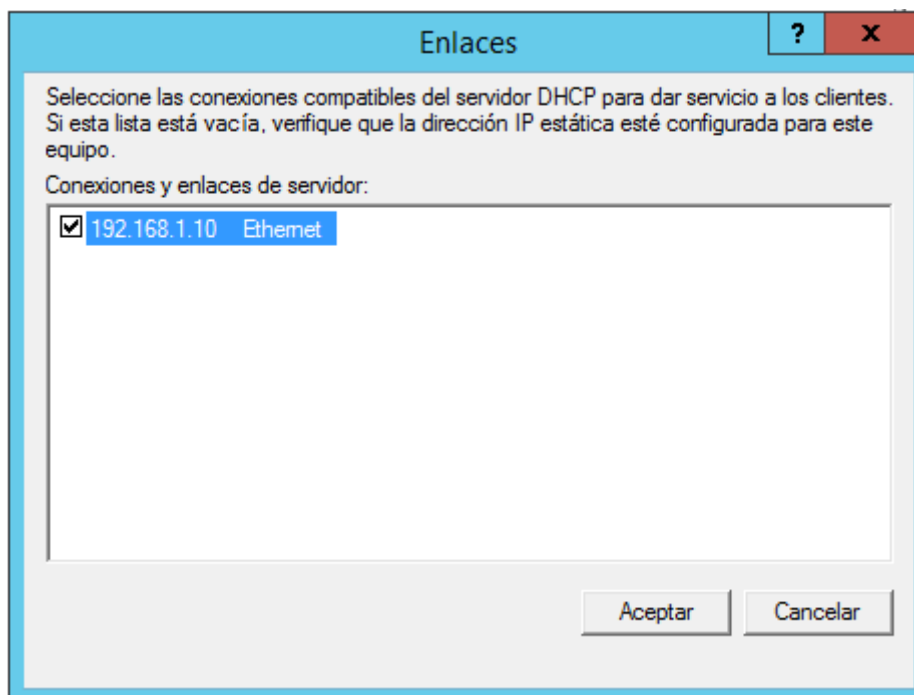 Enlaces
?
x
Seleccione las conexiones compatibles del servidor DHCP para dar servicio a los clientes.
Si esta lista está vacía, verifique que la dirección IP estática esté configurada para este
equipo.
Conexiones y enlaces de servidor:
192.168.1.10 Ethernet
Aceptar
Cancelar